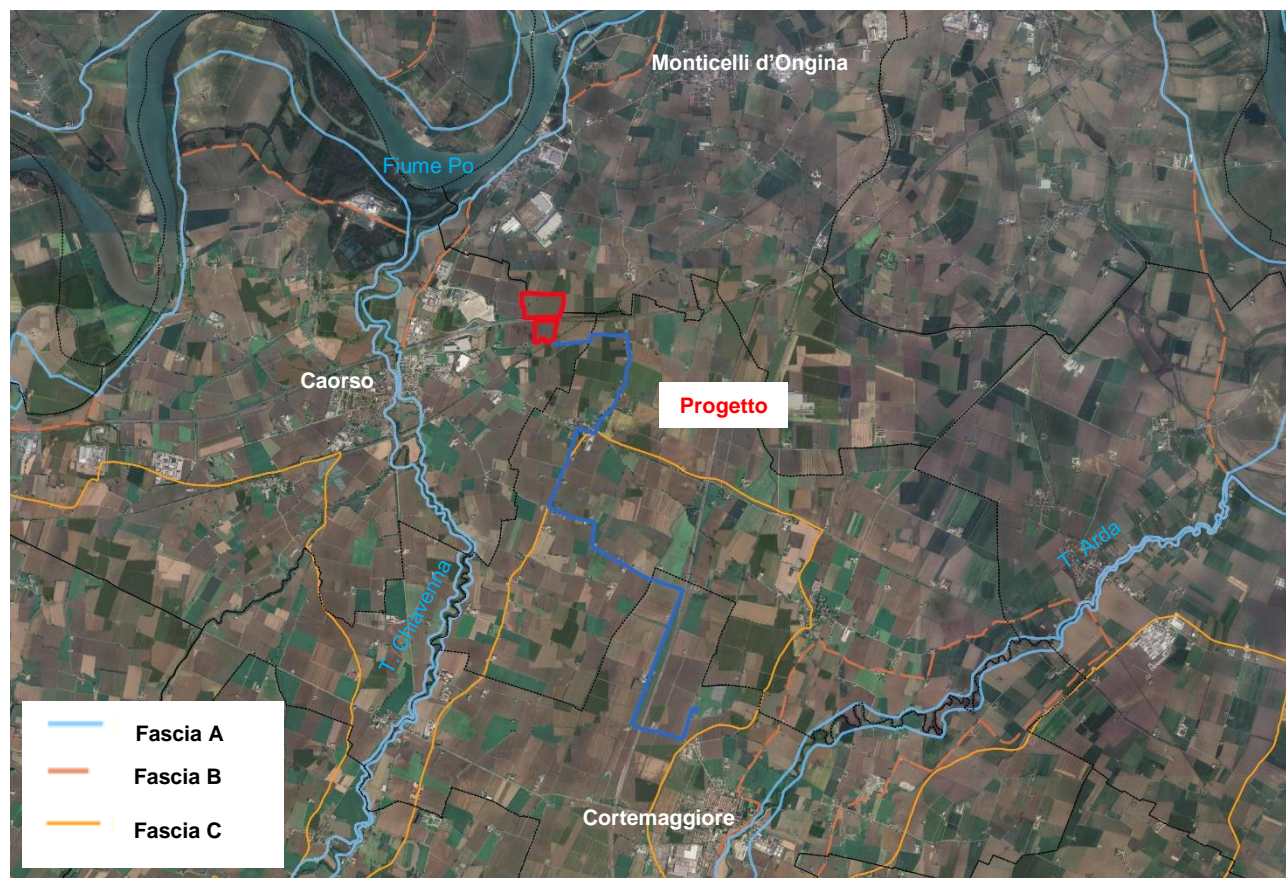 Monticelli d'Ongina
Fiume Po
Caorso
Progetto
T. Arda
T. Chiavenna
Fascia A
Fascia B
Fascia C
Cortemaggiore